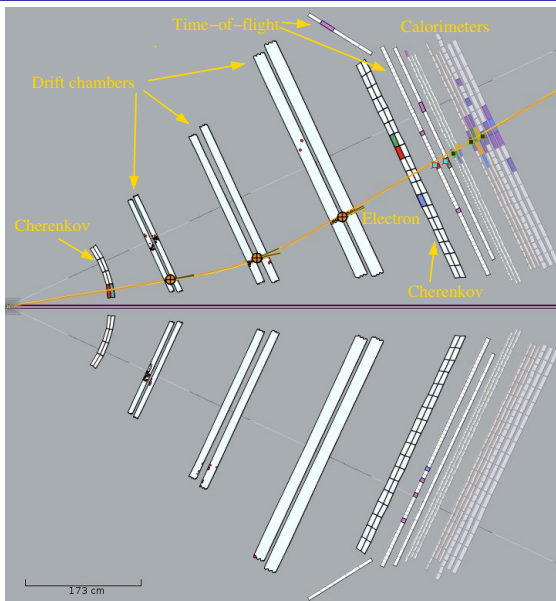 Time−of−flight
Calorimeters
Drift chambers
Cherenkov
Electron
Cherenkov
173 cm